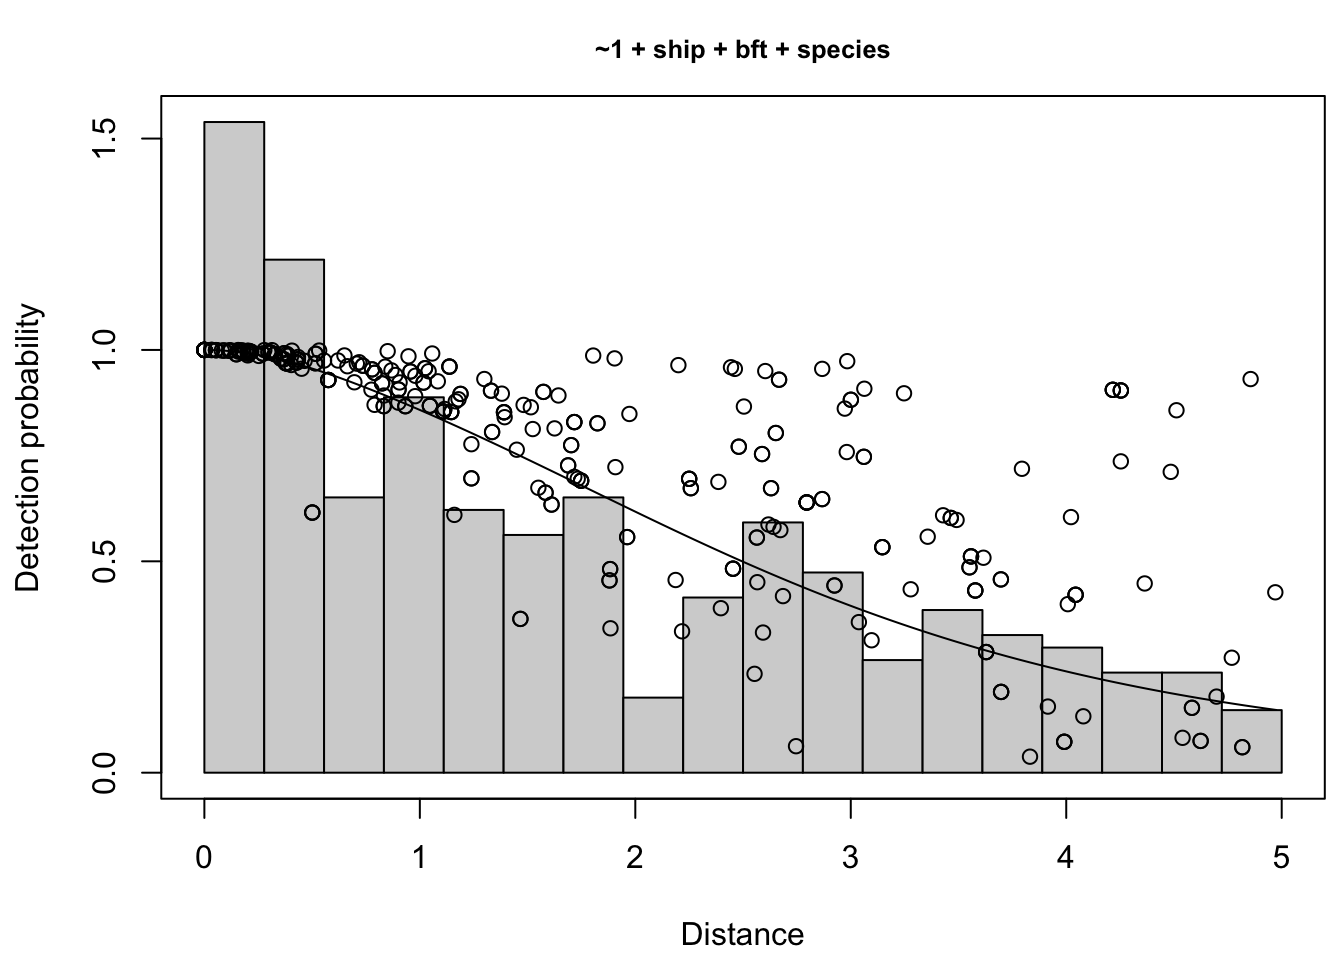 ~1 + ship + bft + species
Detection probability
1.5
1.0
0.5
0.0
0 1 2 3 4 5
Distance